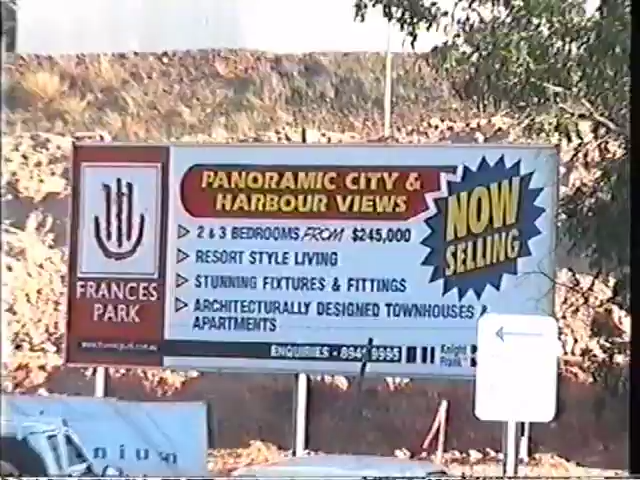 PANORAMIC CITY &
HARBOUR VIEWS
NOW
SELLING
2 & 3 BEDROOMS FROM $245,000
RESORT STYLE LIVING
STUNNING FIXTURES & FITTINGS
ARCHITECTURALLY DESIGNED TOWNHOUSES &
APARTMENTS
FRANCES
PARK
ENQUIRIES - 8941 9995
Knight
Frank
nium